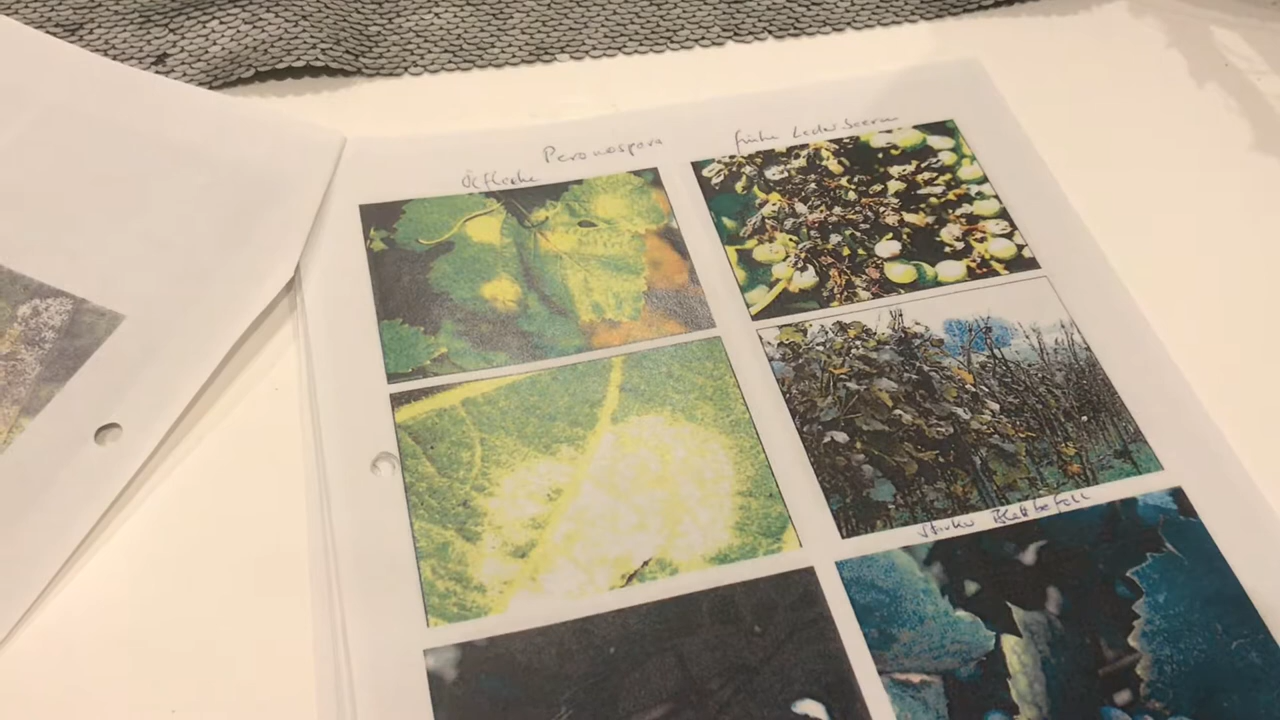 Peronospora
Ölflecke
frühe Lederbeeren
starker Blattbefall